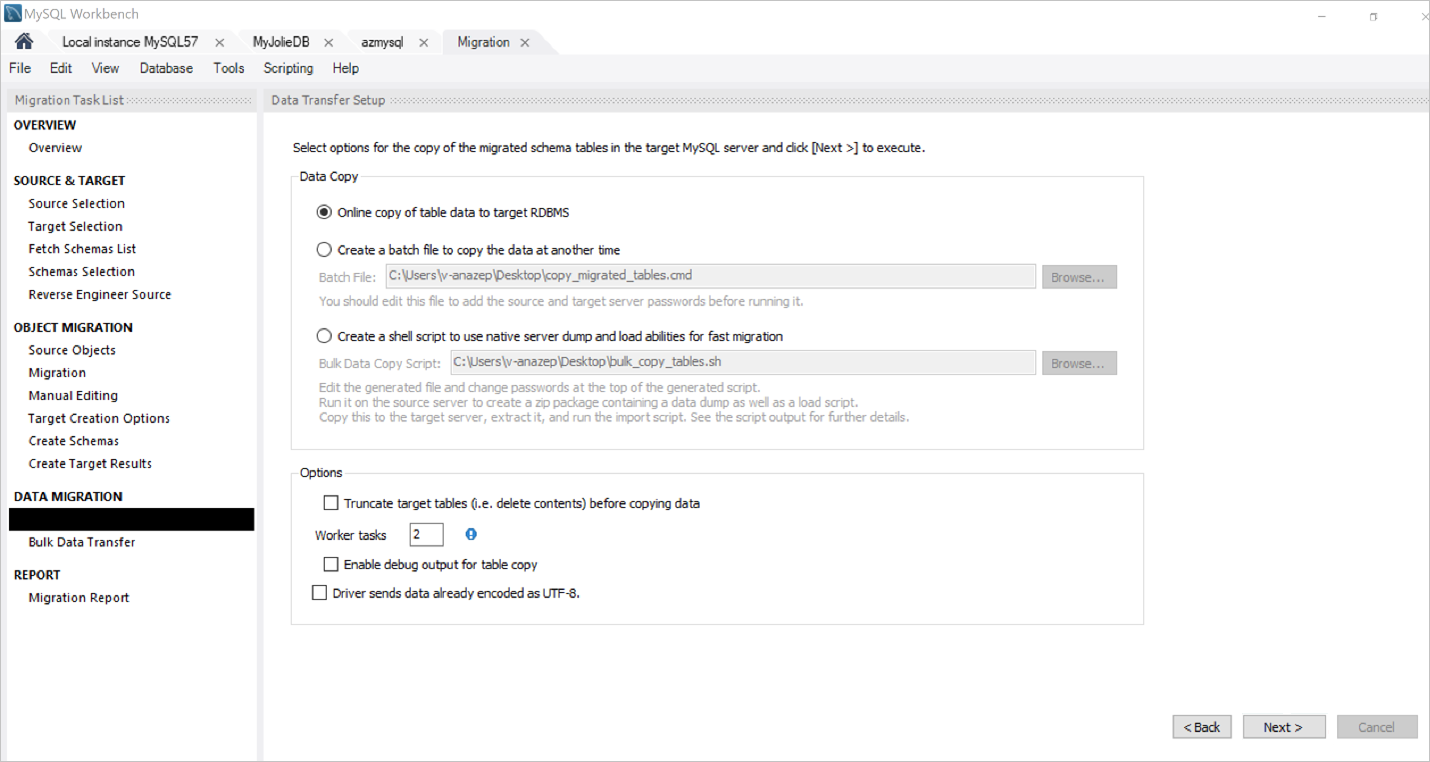 MySQL Workbench
Local instance MySQL57 MyJolieDB azmysql Migration
File Edit View Database Tools Scripting Help
Migration Task List
OVERVIEW
Overview
SOURCE & TARGET
Source Selection
Target Selection
Fetch Schemas List
Schemas Selection
Reverse Engineer Source
OBJECT MIGRATION
Source Objects
Migration
Manual Editing
Target Creation Options
Create Schemas
Create Target Results
DATA MIGRATION
Bulk Data Transfer
REPORT
Migration Report
Data Transfer Setup
Select options for the copy of the migrated schema tables in the target MySQL server and click [Next >] to execute.
Data Copy
Online copy of table data to target RDBMS
Create a batch file to copy the data at another time
Batch File: C:\Users\v-anazep\Desktop\copy_migrated_tables.cmd Browse...
You should edit this file to add the source and target server passwords before running it.
Create a shell script to use native server dump and load abilities for fast migration
Bulk Data Copy Script: C:\Users\v-anazep\Desktop\bulk_copy_tables.sh Browse...
Edit the generated file and change passwords at the top of the generated script.
Run it on the source server to create a zip package containing a data dump as well as a load script.
Copy this to the target server, extract it, and run the import script. See the script output for further details.
Options
Truncate target tables (i.e. delete contents) before copying data
Worker tasks 2
Enable debug output for table copy
Driver sends data already encoded as UTF-8.
< Back Next > Cancel